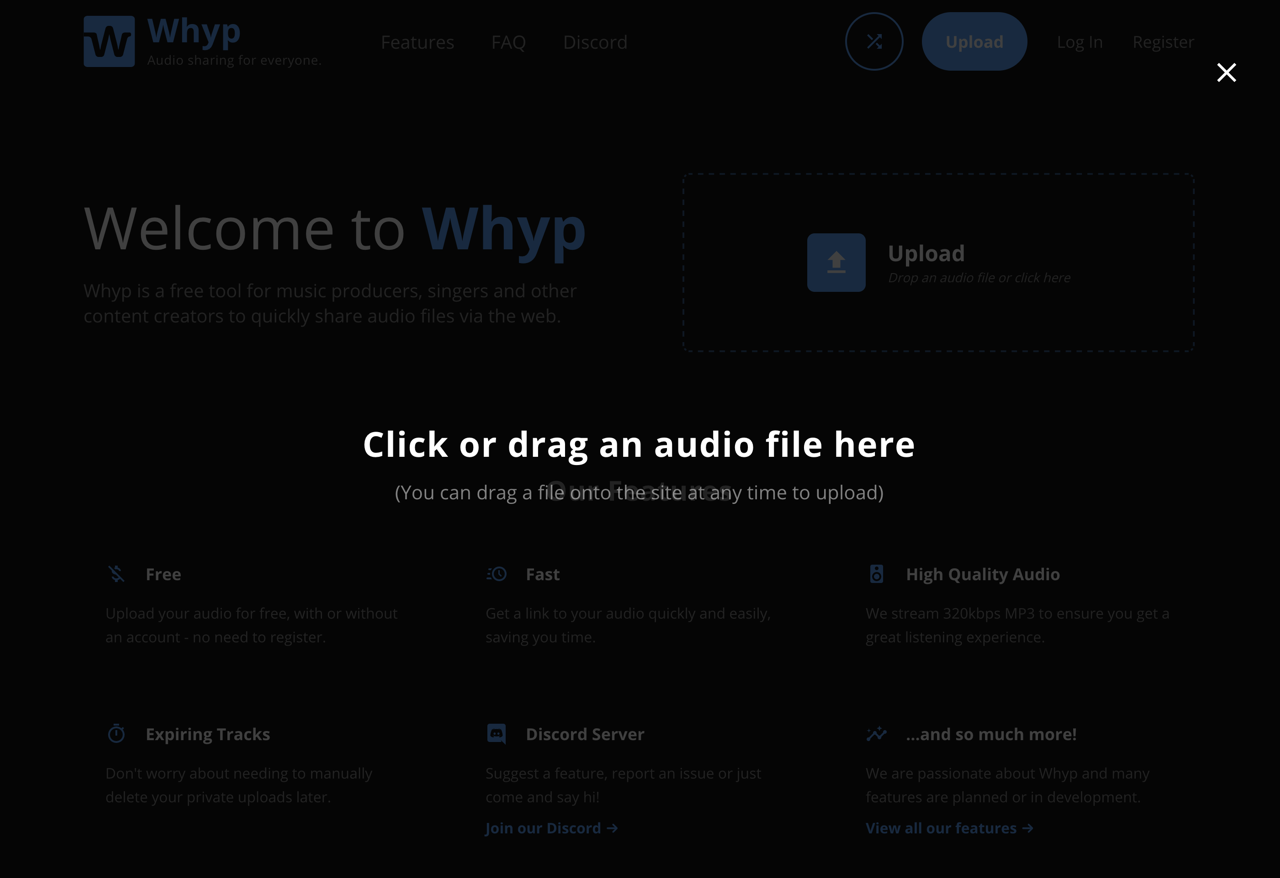 Whyp
Audio sharing for everyone.
Features
FAQ
Discord
Upload
Log In
Register
Welcome to Whyp
Whyp is a free tool for music producers, singers and other
content creators to quickly share audio files via the web.
Upload
Drop an audio file or click here
Click or drag an audio file here
(You can drag a file onto the site at any time to upload)
Our Features
Free
Upload your audio for free, with or without
an account - no need to register.
Fast
Get a link to your audio quickly and easily,
saving you time.
High Quality Audio
We stream 320kbps MP3 to ensure you get a
great listening experience.
Expiring Tracks
Don't worry about needing to manually
delete your private uploads later.
Discord Server
Suggest a feature, report an issue or just
come and say hi!
Join our Discord →
...and so much more!
We are passionate about Whyp and many
features are planned or in development.
View all our features →